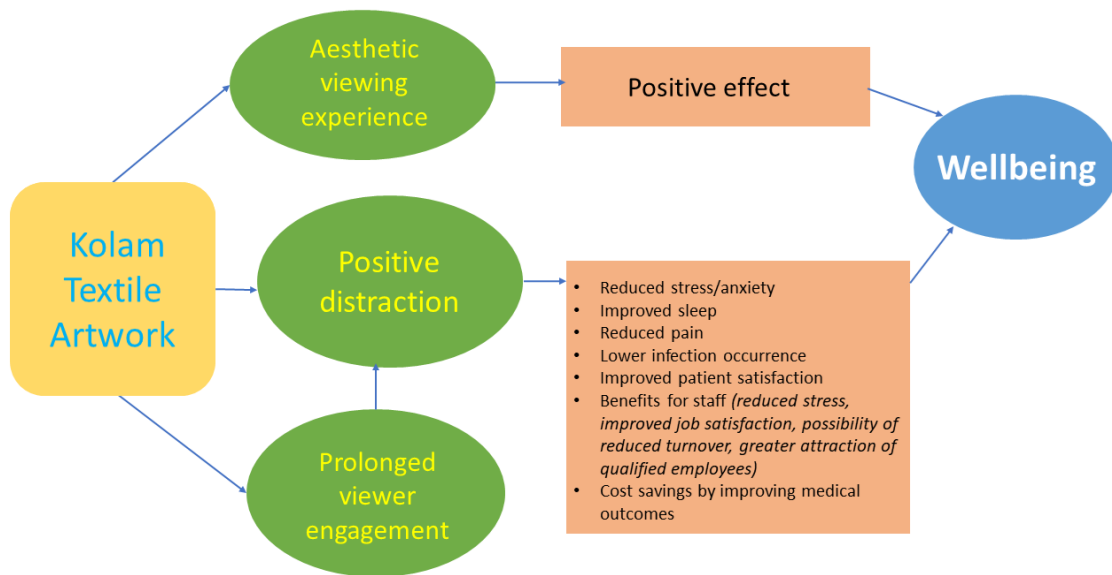 Aesthetic
viewing
experience
Positive effect
Wellbeing
Kolam
Textile
Artwork
Positive
distraction
• Reduced stress/anxiety
• Improved sleep
• Reduced pain
• Lower infection occurrence
• Improved patient satisfaction
• Benefits for staff (reduced stress,
improved job satisfaction, possibility of
reduced turnover, greater attraction of
qualified employees)
• Cost savings by improving medical
outcomes
Prolonged
viewer
engagement